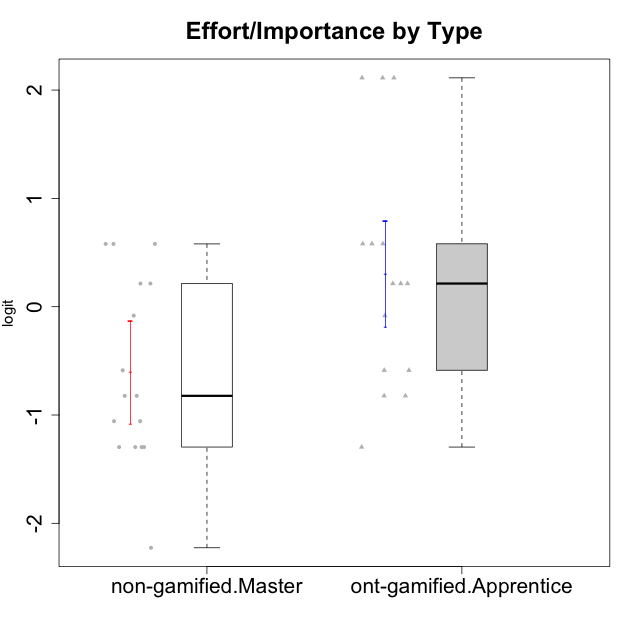 Effort/Importance by Type
logit
2
1
0
-1
-2
non-gamified.Master
ont-gamified.Apprentice